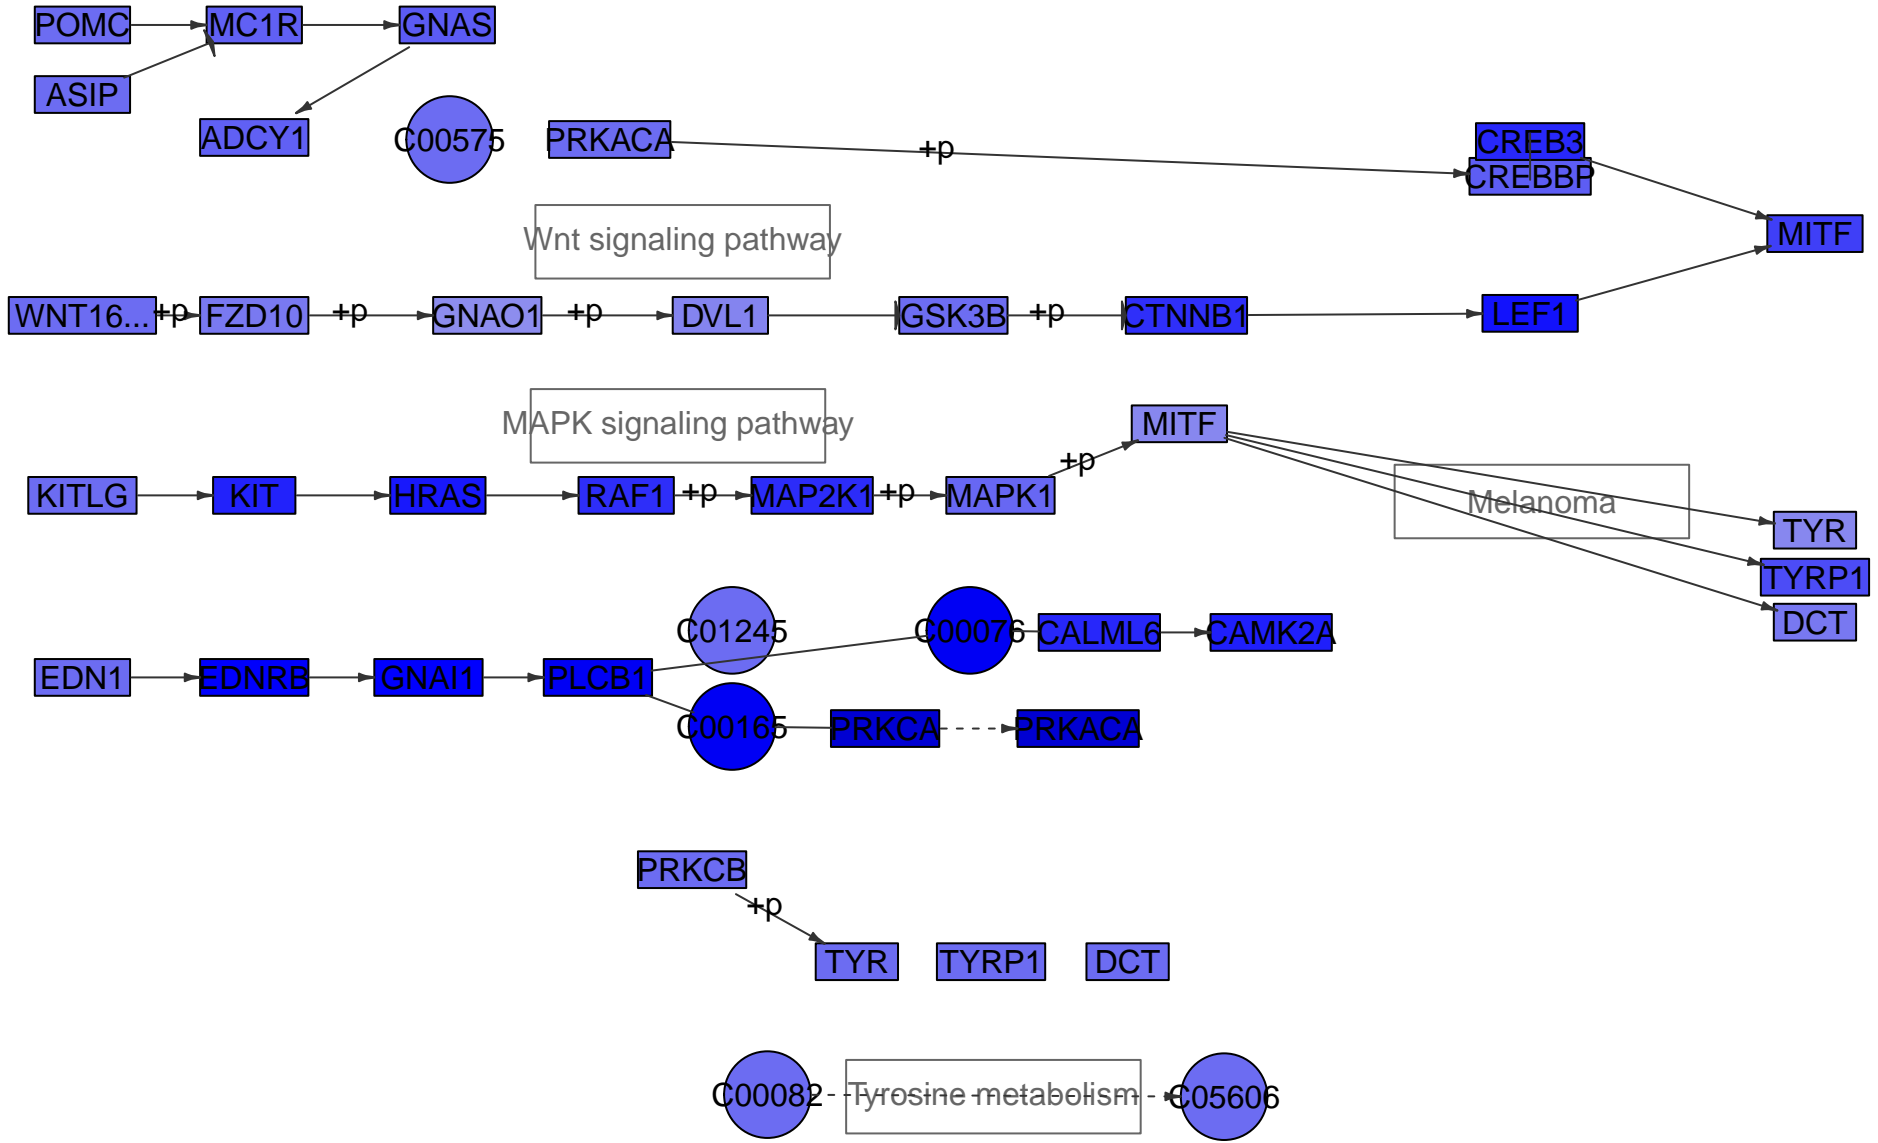 POMC
MC1R
GNAS
ASIP
ADCY1
C00575
PRKACA
+p
CREB3
CREBBP
MITF
Wnt signaling pathway
WNT16...
+p
FZD10
+p
GNAO1
+p
DVL1
GSK3B
+p
CTNNB1
LEF1
MAPK signaling pathway
MITF
+p
KITLG
KIT
HRAS
RAF1
+p
MAP2K1
+p
MAPK1
Melanoma
TYR
TYRP1
DCT
C01245
C00076
CALML6
CAMK2A
EDN1
EDNRB
GNAI1
PLCB1
C00165
PRKCA
PRKACA
PRKCB
+p
TYR
TYRP1
DCT
C00082
Tyrosine metabolism
C05606